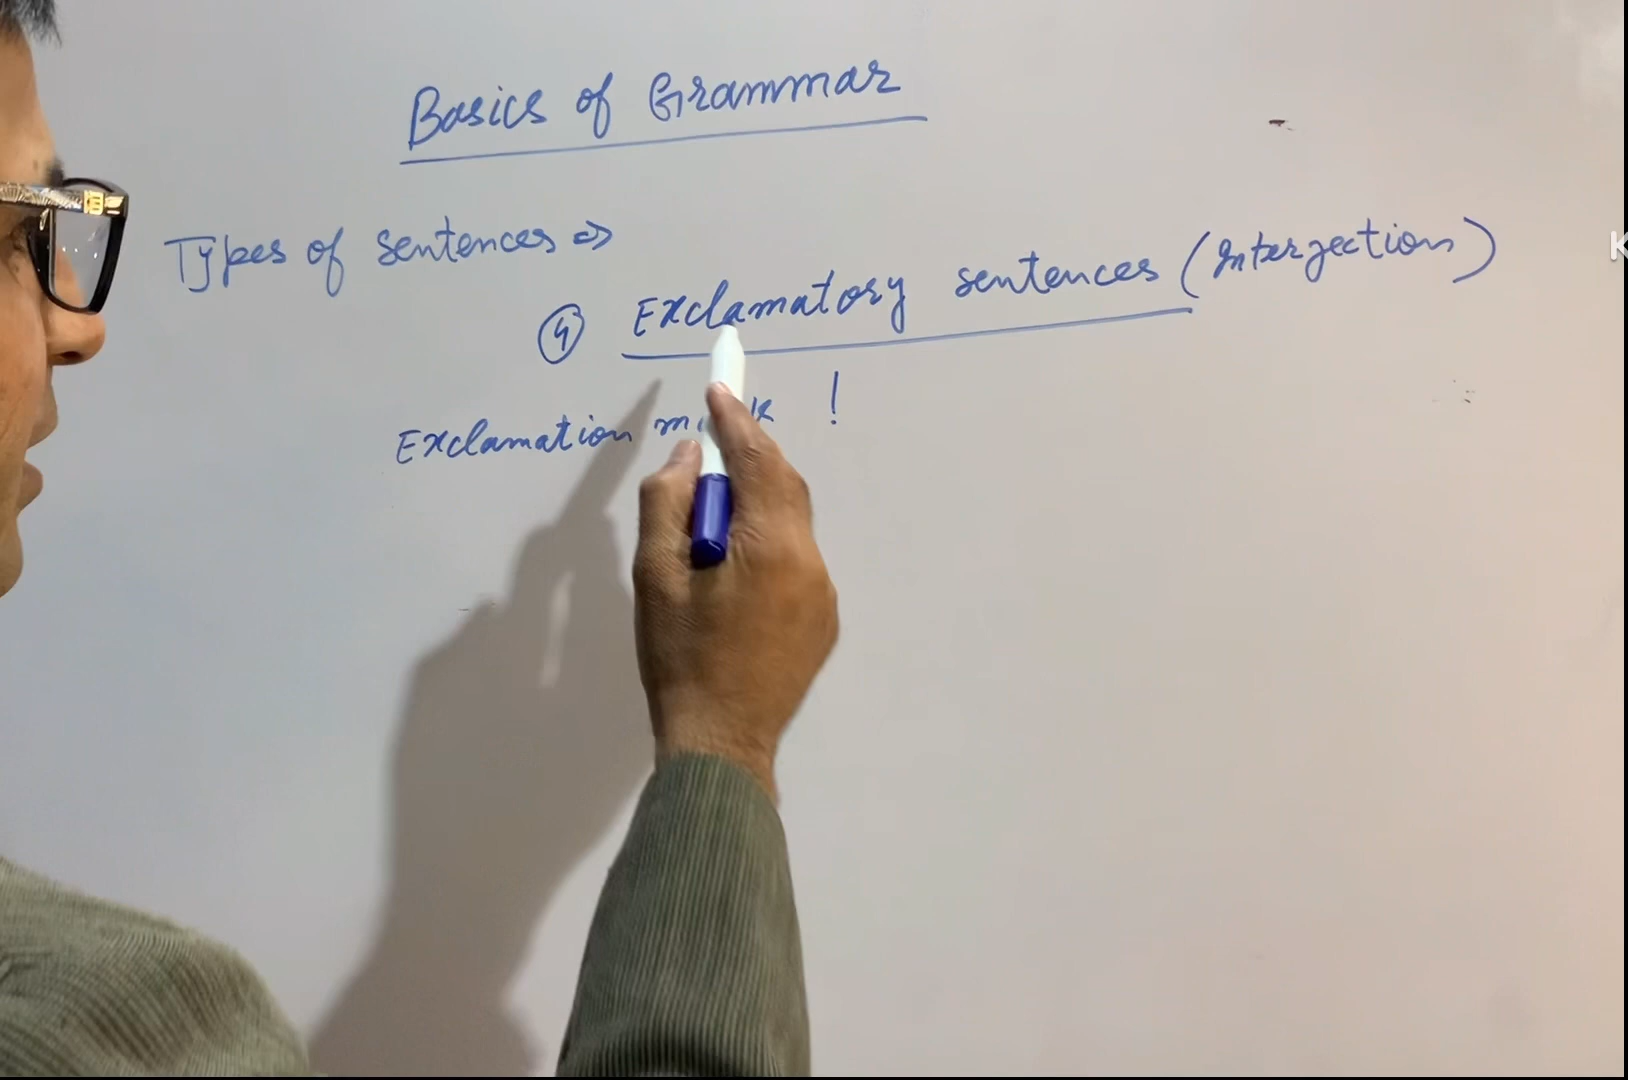 Basics of Grammar
Types of sentences ⇒
④ Exclamatory sentences (Interjection)
Exclamation mark !
K